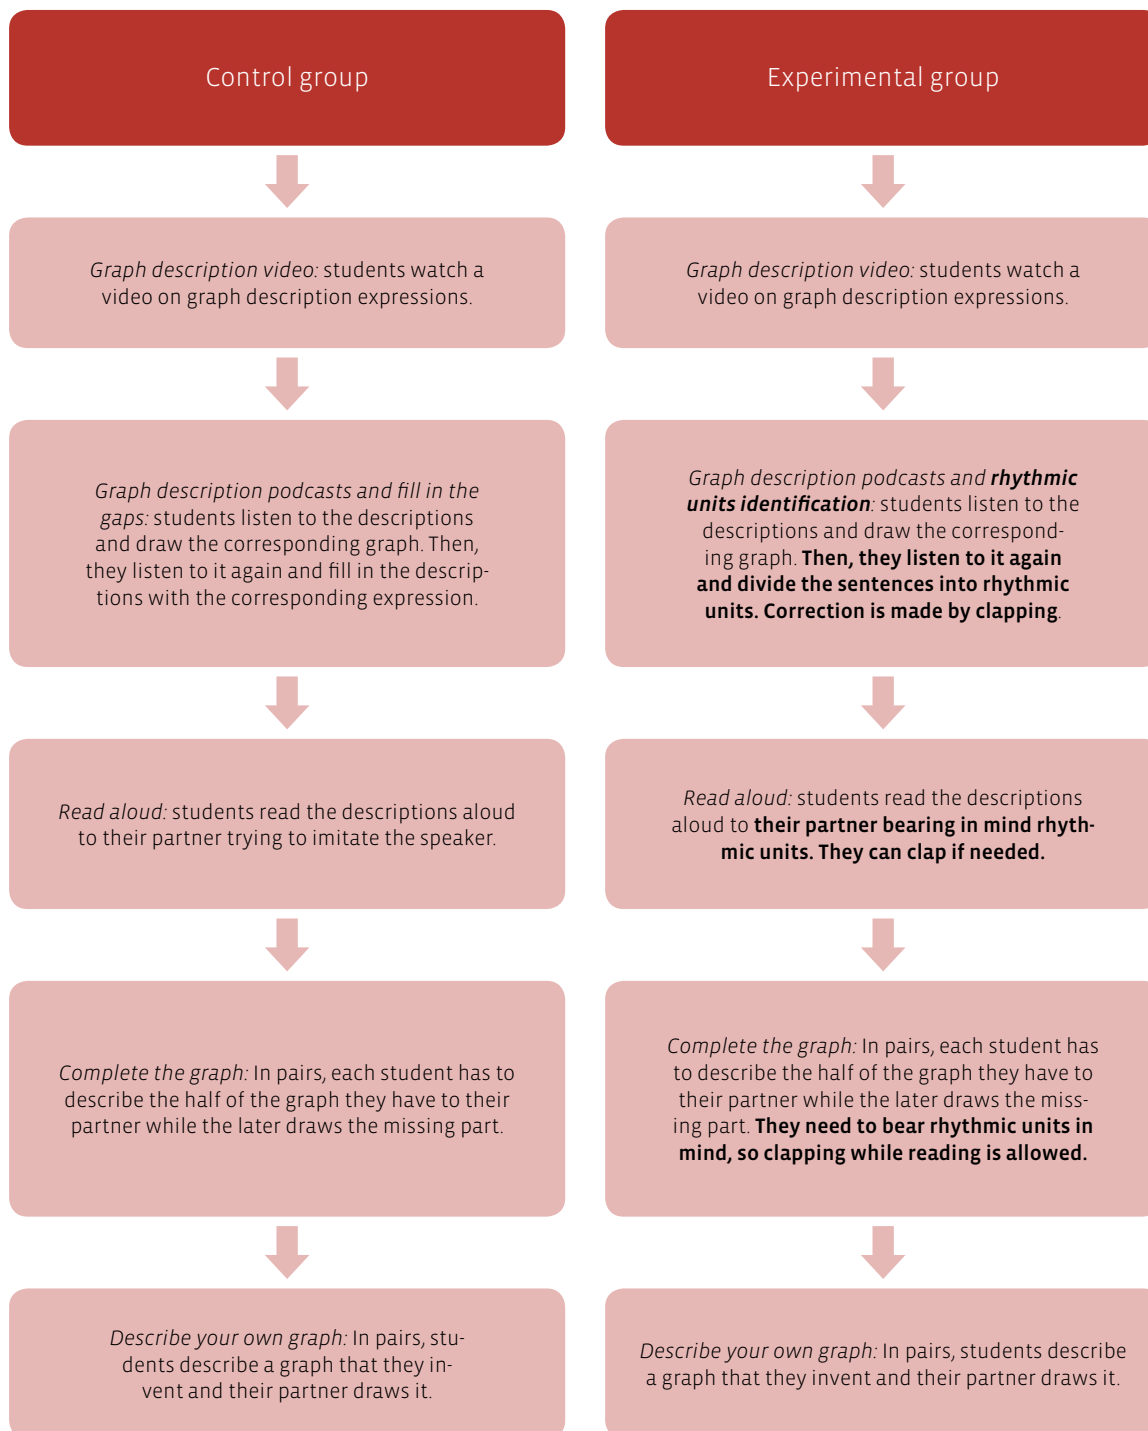 Control group
Graph description video: students watch a
video on graph description expressions.
Graph description podcasts and fill in the
gaps: students listen to the descriptions
and draw the corresponding graph. Then,
they listen to it again and fill in the descrip-
tions with the corresponding expression.
Read aloud: students read the descriptions aloud
to their partner trying to imitate the speaker.
Complete the graph: In pairs, each student has to
describe the half of the graph they have to their
partner while the later draws the missing part.
Describe your own graph: In pairs, stu-
dents describe a graph that they in-
vent and their partner draws it.
Experimental group
Graph description video: students watch a
video on graph description expressions.
Graph description podcasts and rhythmic
units identification: students listen to the
descriptions and draw the correspond-
ing graph. Then, they listen to it again
and divide the sentences into rhythmic
units. Correction is made by clapping.
Read aloud: students read the descriptions
aloud to their partner bearing in mind rhyth-
mic units. They can clap if needed.
Complete the graph: In pairs, each student has
to describe the half of the graph they have to
their partner while the later draws the miss-
ing part. They need to bear rhythmic units in
mind, so clapping while reading is allowed.
Describe your own graph: In pairs, students describe
a graph that they invent and their partner draws it.